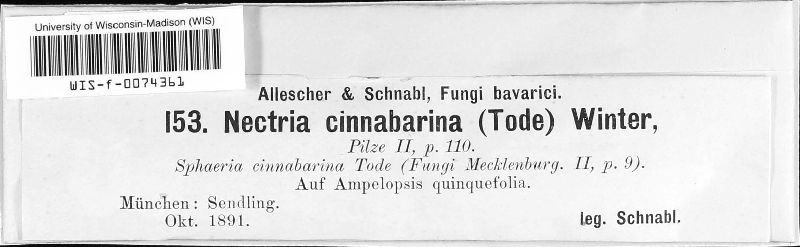 University of Wisconsin-Madison (WIS)
WIS-f-0074361
Allescher & Schnabl, Fungi bavarici.
153. Nectria cinnabarina (Tode) Winter,
Pilze II, p. 110.
Sphaeria cinnabarina Tode (Fungi Mecklenburg. II, p. 9).
Auf Ampelopsis quinquefolia.
München: Sendling.
Okt. 1891.
leg. Schnabl.